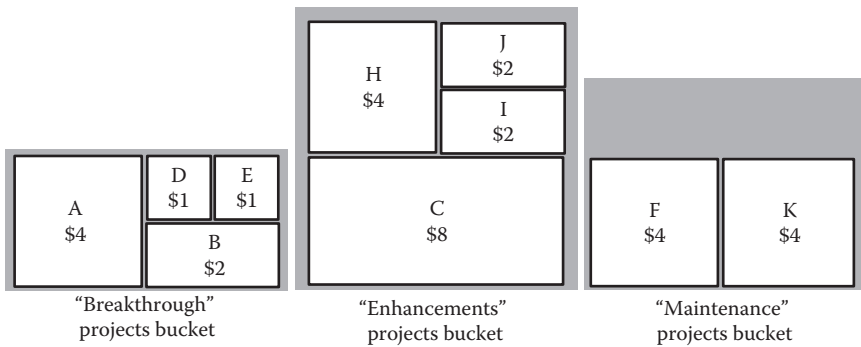 A
$4
D
$1
E
$1
B
$2
"Breakthrough"
projects bucket
H
$4
J
$2
I
$2
C
$8
"Enhancements"
projects bucket
F
$4
K
$4
"Maintenance"
projects bucket